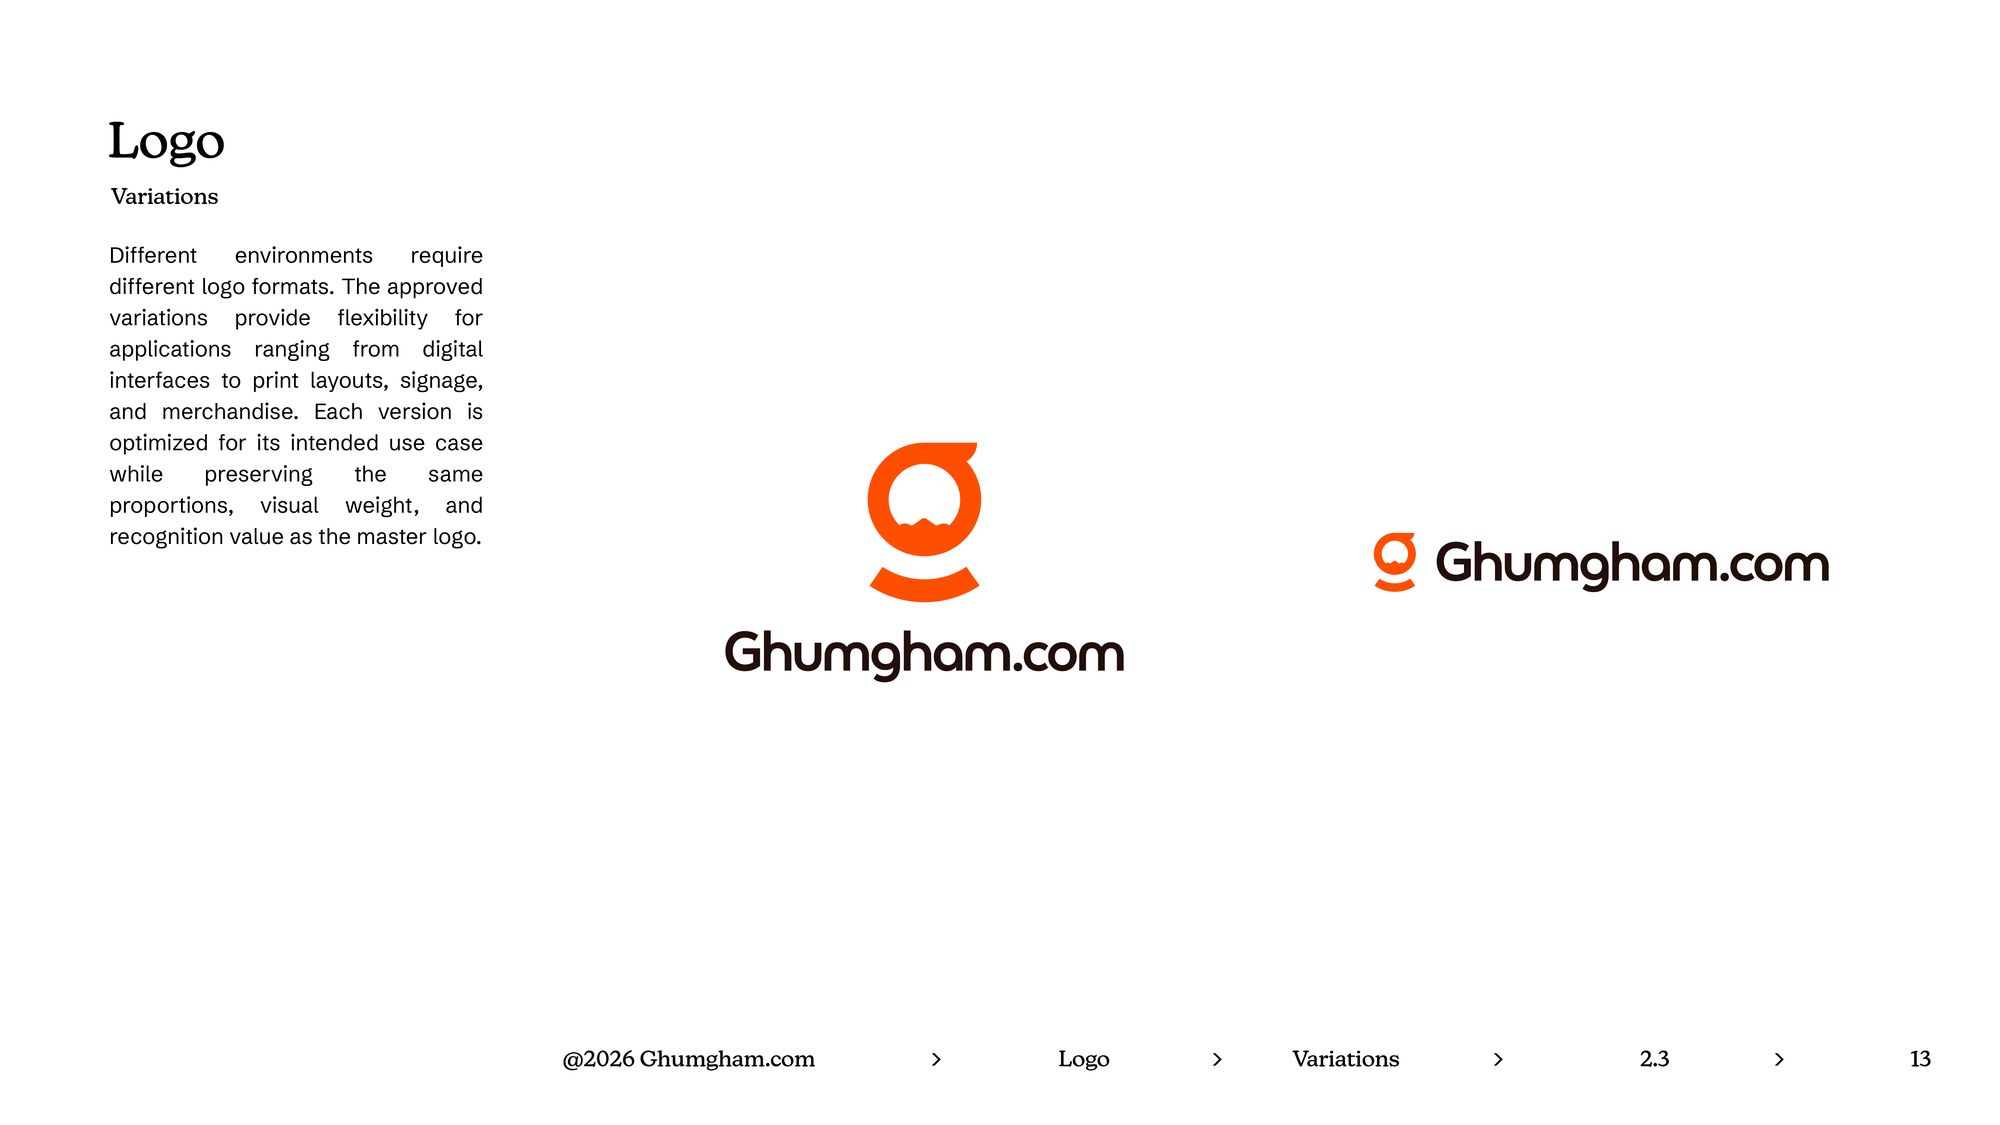 Logo
Variations
Different environments require
different logo formats. The approved
variations provide flexibility for
applications ranging from digital
interfaces to print layouts, signage,
and merchandise. Each version is
optimized for its intended use case
while preserving the same
proportions, visual weight, and
recognition value as the master logo.
Ghumgham.com
Ghumgham.com
@2026 Ghumgham.com > Logo > Variations > 2.3 > 13